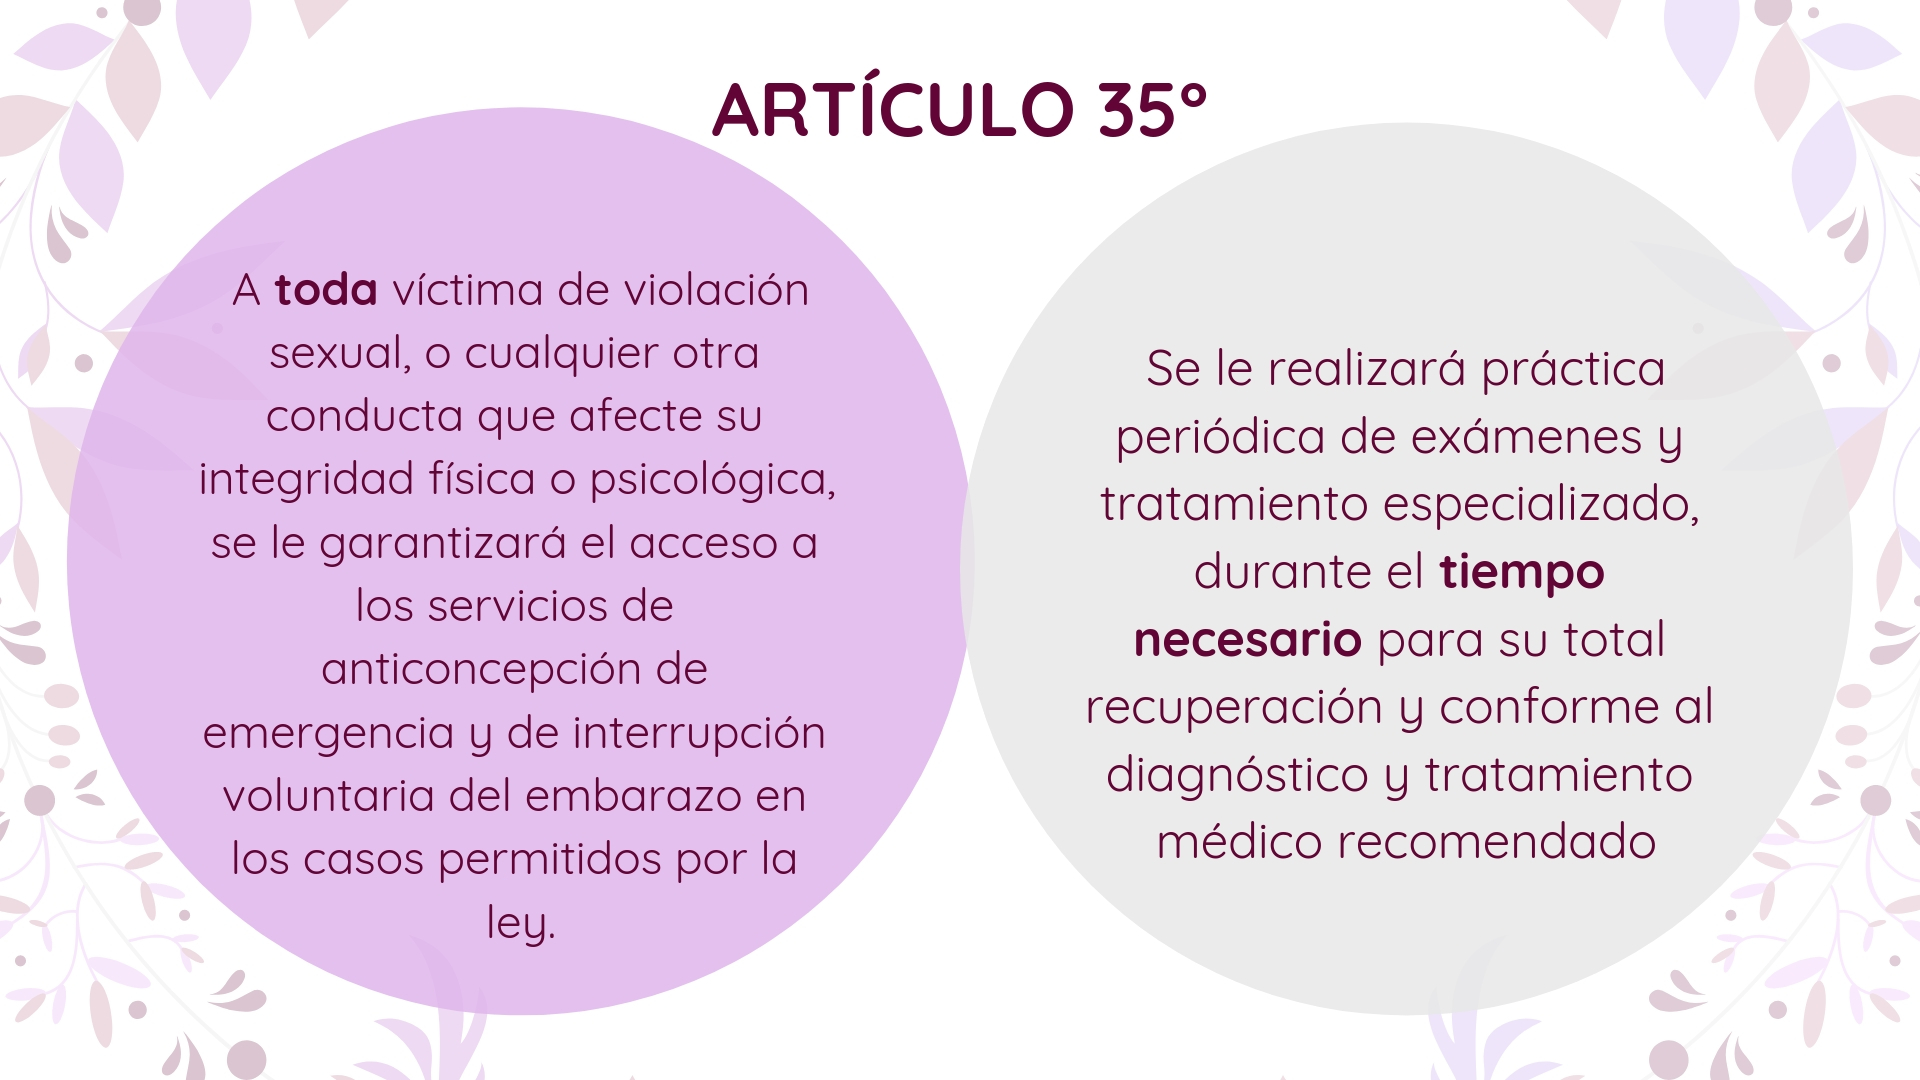 ARTÍCULO 35°
A toda víctima de violación
sexual, o cualquier otra
conducta que afecte su
integridad física o psicológica,
se le garantizará el acceso a
los servicios de
anticoncepción de
emergencia y de interrupción
voluntaria del embarazo en
los casos permitidos por la
ley.
Se le realizará práctica
periódica de exámenes y
tratamiento especializado,
durante el tiempo
necesario para su total
recuperación y conforme al
diagnóstico y tratamiento
médico recomendado